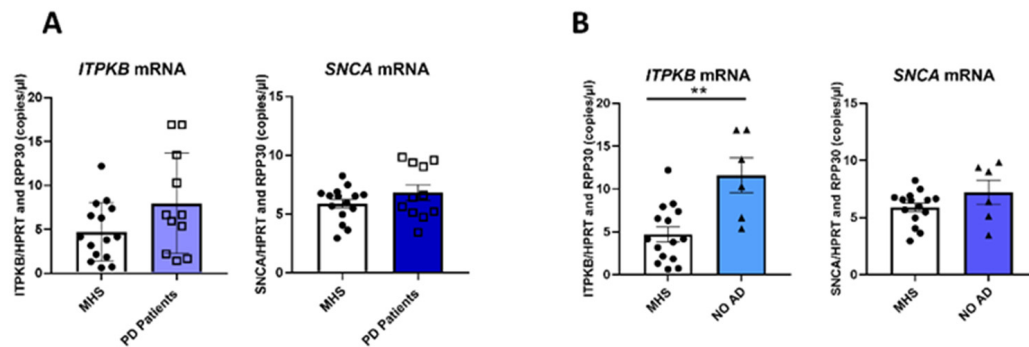 A
ITPKB mRNA
ITPKB/HPRT and RPP30 (copies/µl)
20
15
10
5
0
MHS
PD Patients
SNCA mRNA
SNCA/HPRT and RPP30 (copies/µl)
15
10
5
0
MHS
PD Patients
B
ITPKB mRNA
**
ITPKB/HPRT and RPP30 (copies/µl)
20
15
10
5
0
MHS
NO AD
SNCA mRNA
SNCA/HPRT and RPP30 (copies/µl)
15
10
5
0
MHS
NO AD